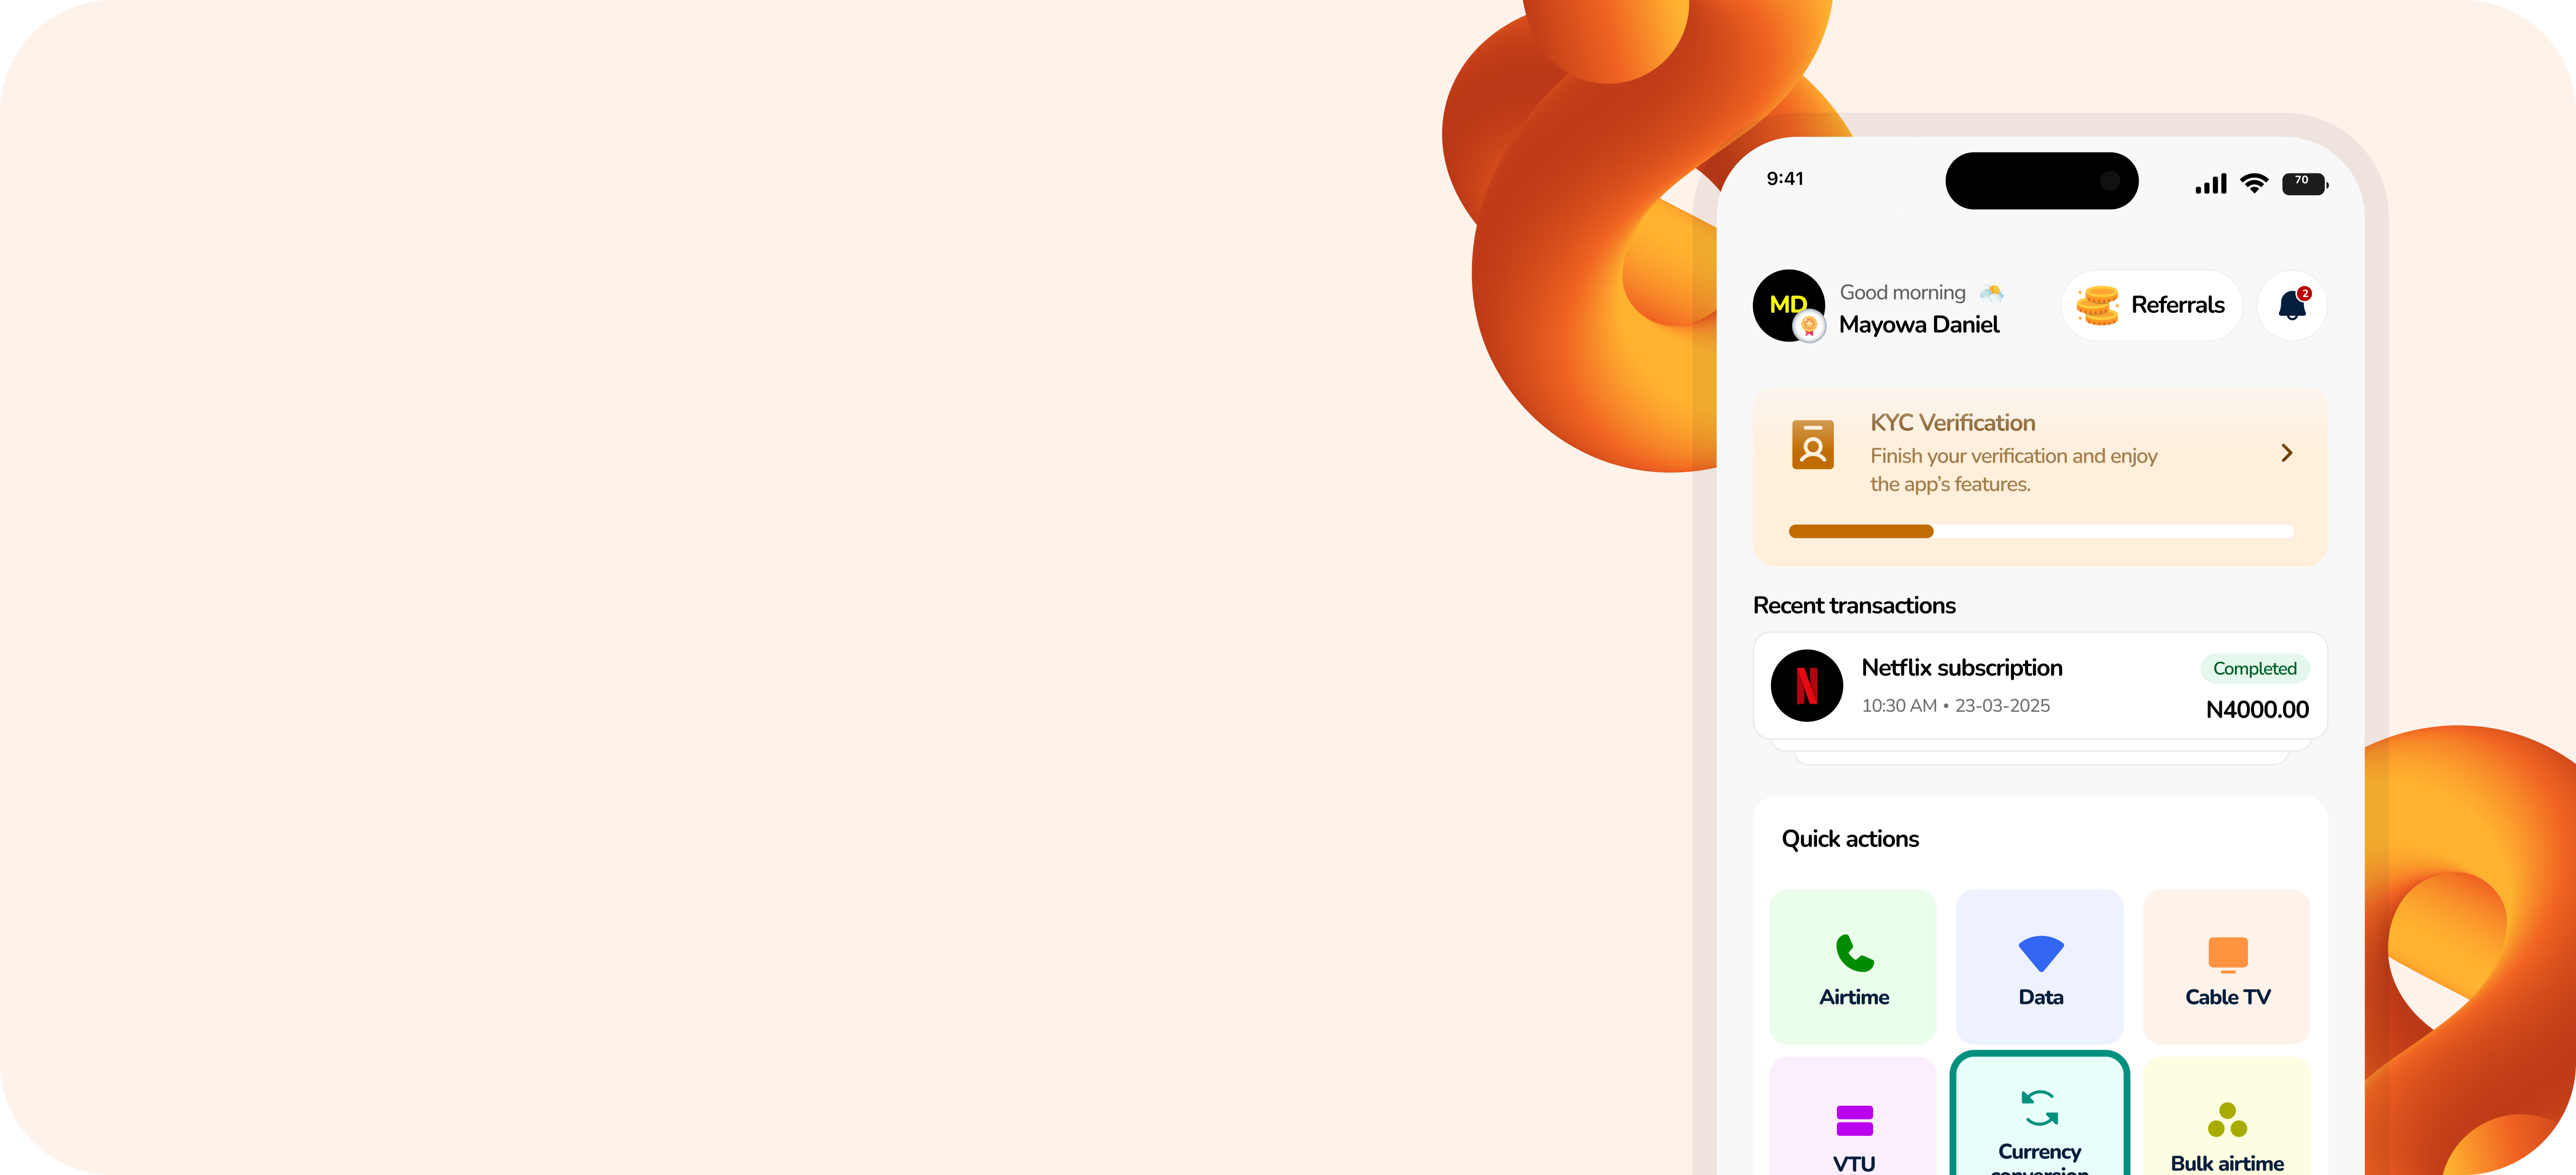 9:41
70
MD
Good morning
Mayowa Daniel
Referrals
2
KYC Verification
Finish your verification and enjoy
the app's features.
Recent transactions
N
Netflix subscription
Completed
10:30 AM • 23-03-2025
N4000.00
Quick actions
Airtime
Data
Cable TV
VTU
Currency
conversion
Bulk airtime